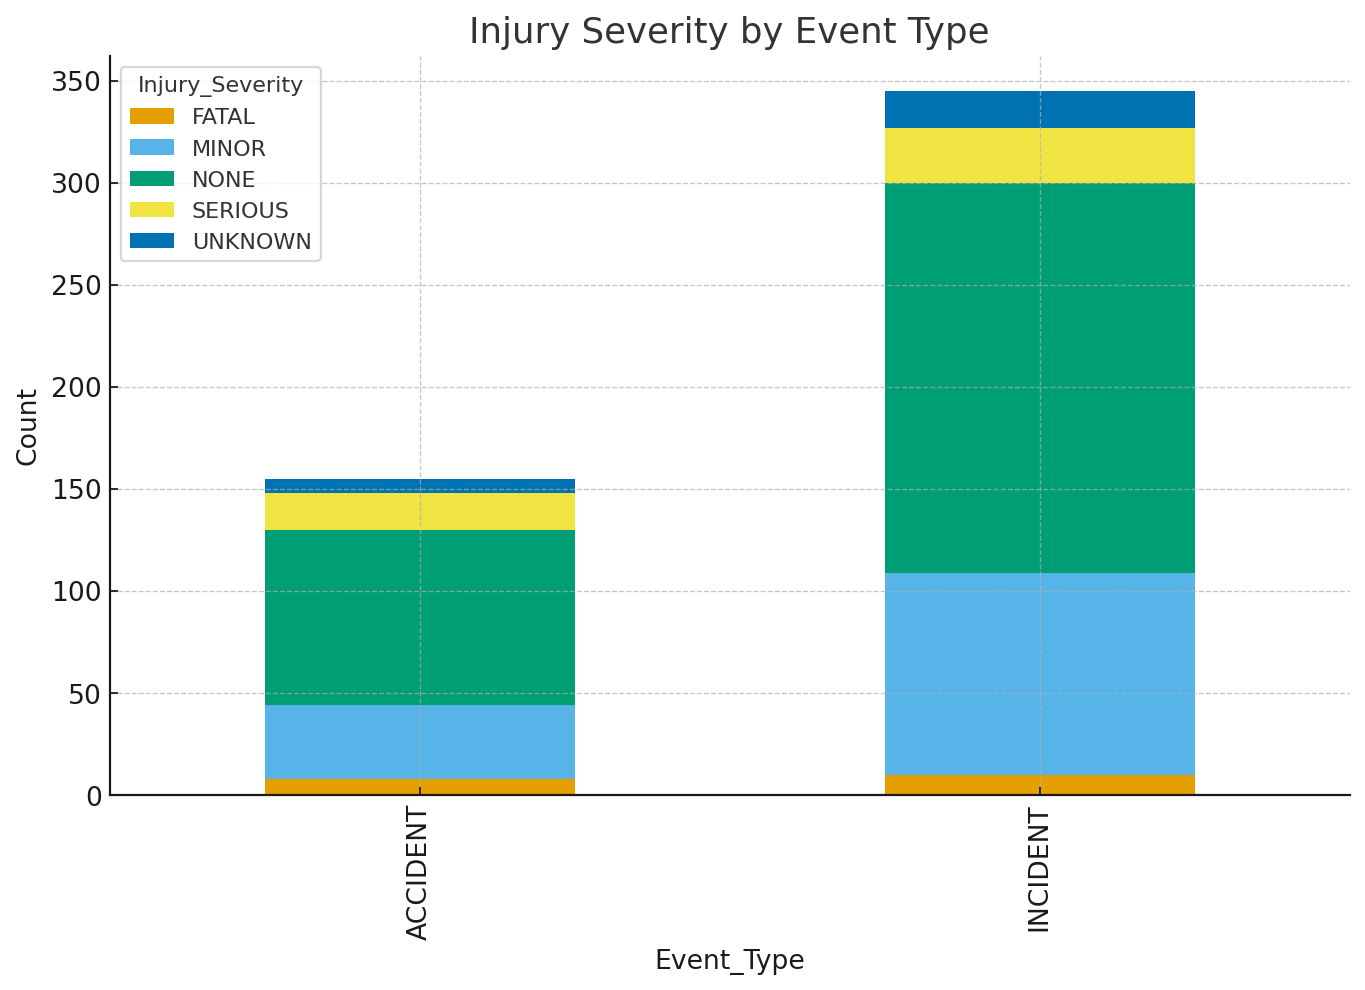 Injury Severity by Event Type
Injury_Severity
FATAL
MINOR
NONE
SERIOUS
UNKNOWN
350
300
250
200
150
100
50
0
Count
ACCIDENT
INCIDENT
Event_Type